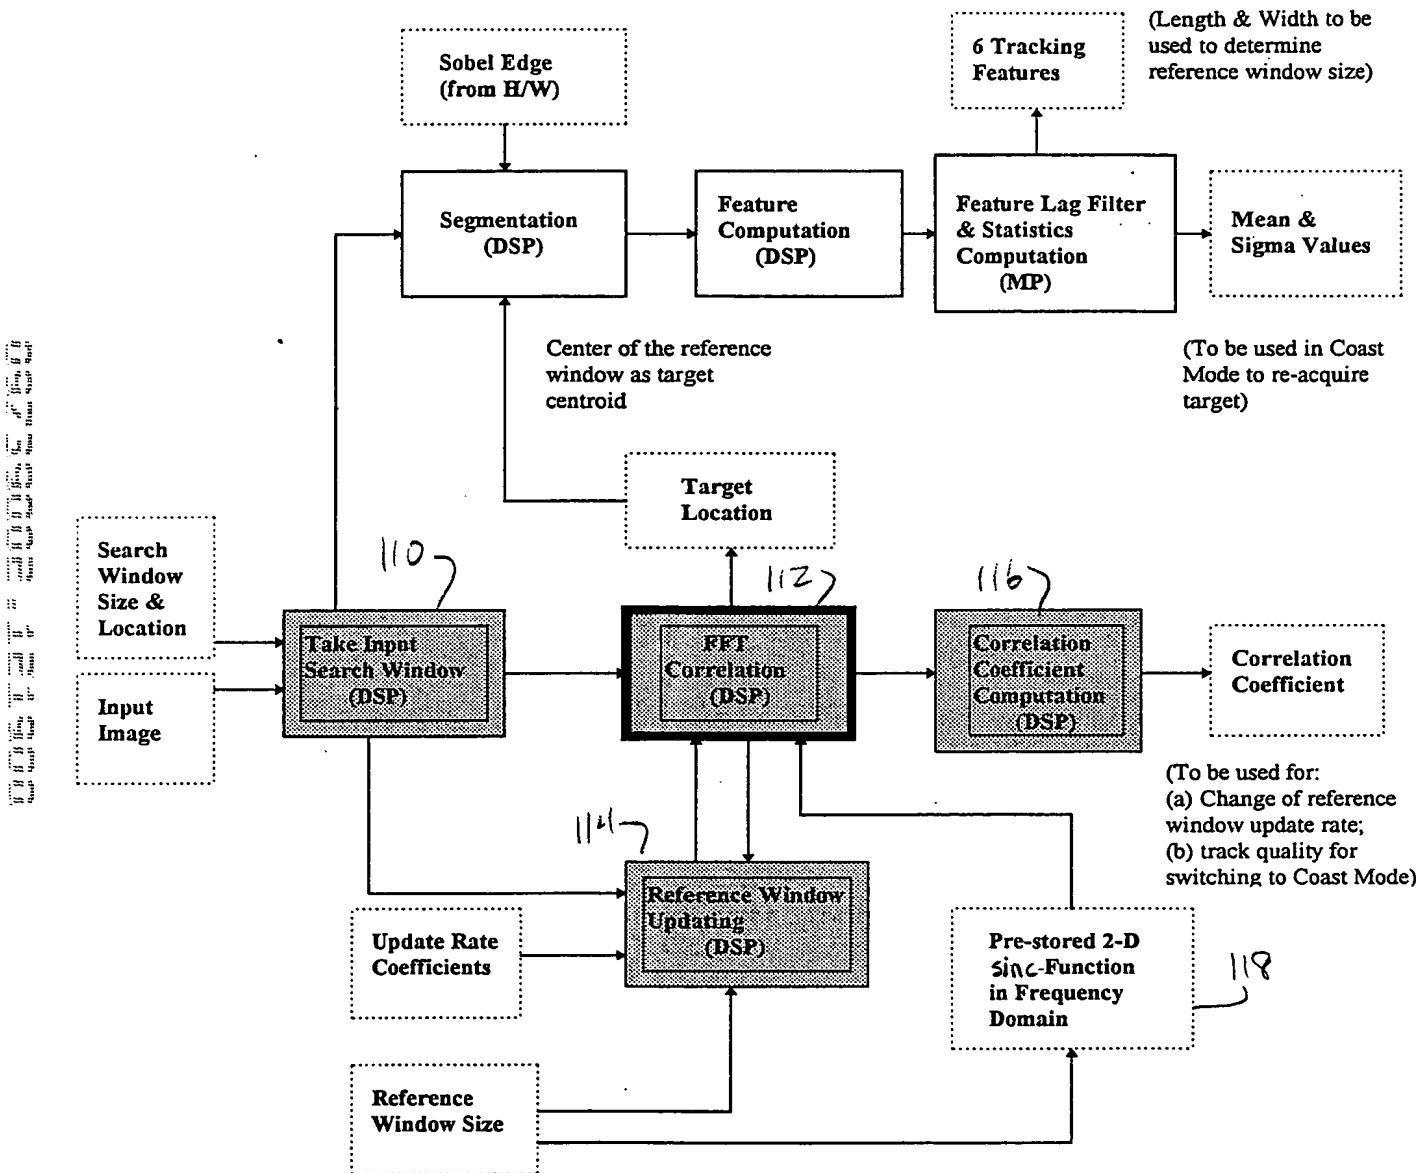 Sobel Edge
(from H/W)
6 Tracking
Features
(Length & Width to be
used to determine
reference window size)
Segmentation
(DSP)
Feature
Computation
(DSP)
Feature Lag Filter
& Statistics
Computation
(MP)
Mean &
Sigma Values
Center of the reference
window as target
centroid
(To be used in Coast
Mode to re-acquire
target)
Target
Location
Search
Window
Size &
Location
110
112
116
Take Input
Search Window
(DSP)
FFT
Correlation
(DSP)
Correlation
Coefficient
Computation
(DSP)
Correlation
Coefficient
Input
Image
(To be used for:
(a) Change of reference
window update rate;
(b) track quality for
switching to Coast Mode)
114
Reference Window
Updating
(DSP)
Update Rate
Coefficients
Pre-stored 2-D
sinc-Function
in Frequency
Domain
118
Reference
Window Size